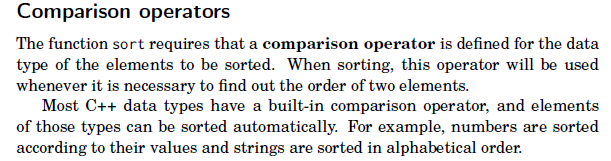 Comparison operators
The function sort requires that a comparison operator is defined for the data
type of the elements to be sorted. When sorting, this operator will be used
whenever it is necessary to find out the order of two elements.
Most C++ data types have a built-in comparison operator, and elements
of those types can be sorted automatically. For example, numbers are sorted
according to their values and strings are sorted in alphabetical order.